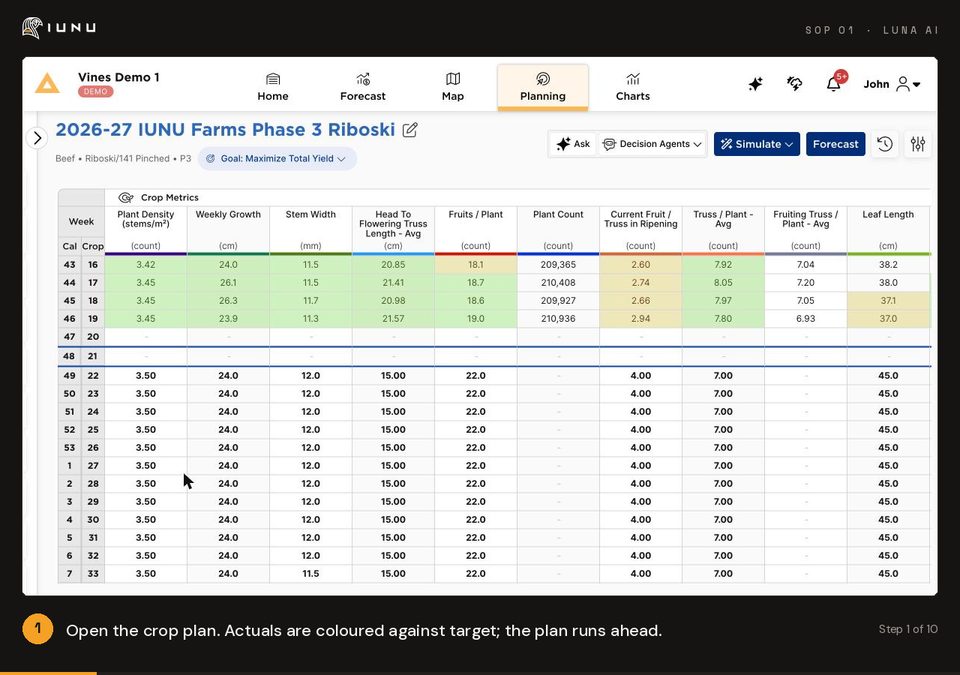 IUNU
SOP 01 · LUNA AI
Vines Demo 1
DEMO
Home
Forecast
Map
Planning
Charts
5+
John
2026-27 IUNU Farms Phase 3 Riboski
Beef • Riboski/141 Pinched • P3
Goal: Maximize Total Yield
Ask
Decision Agents
Simulate
Forecast
Crop Metrics
Week Plant Density (stems/m²) Weekly Growth Stem Width Head To Flowering Truss Length - Avg Fruits / Plant Plant Count Current Fruit / Truss in Ripening Truss / Plant - Avg Fruiting Truss / Plant - Avg Leaf Length
Cal Crop (count) (cm) (mm) (cm) (count) (count) (count) (count) (count) (cm)
43 16 3.42 24.0 11.5 20.85 18.1 209,365 2.60 7.92 7.04 38.2
44 17 3.45 26.1 11.5 21.41 18.7 210,408 2.74 8.05 7.20 38.0
45 18 3.45 26.3 11.7 20.98 18.6 209,927 2.66 7.97 7.05 37.1
46 19 3.45 23.9 11.3 21.57 19.0 210,936 2.94 7.80 6.93 37.0
47 20 - - - - - - - - - -
48 21 - - - - - - - - - -
49 22 3.50 24.0 12.0 15.00 22.0 - 4.00 7.00 - 45.0
50 23 3.50 24.0 12.0 15.00 22.0 - 4.00 7.00 - 45.0
51 24 3.50 24.0 12.0 15.00 22.0 - 4.00 7.00 - 45.0
52 25 3.50 24.0 12.0 15.00 22.0 - 4.00 7.00 - 45.0
53 26 3.50 24.0 12.0 15.00 22.0 - 4.00 7.00 - 45.0
1 27 3.50 24.0 12.0 15.00 22.0 - 4.00 7.00 - 45.0
2 28 3.50 24.0 12.0 15.00 22.0 - 4.00 7.00 - 45.0
3 29 3.50 24.0 12.0 15.00 22.0 - 4.00 7.00 - 45.0
4 30 3.50 24.0 12.0 15.00 22.0 - 4.00 7.00 - 45.0
5 31 3.50 24.0 12.0 15.00 22.0 - 4.00 7.00 - 45.0
6 32 3.50 24.0 12.0 15.00 22.0 - 4.00 7.00 - 45.0
7 33 3.50 24.0 11.5 15.00 22.0 - 4.00 7.00 - 45.0
1 Open the crop plan. Actuals are coloured against target; the plan runs ahead.
Step 1 of 10